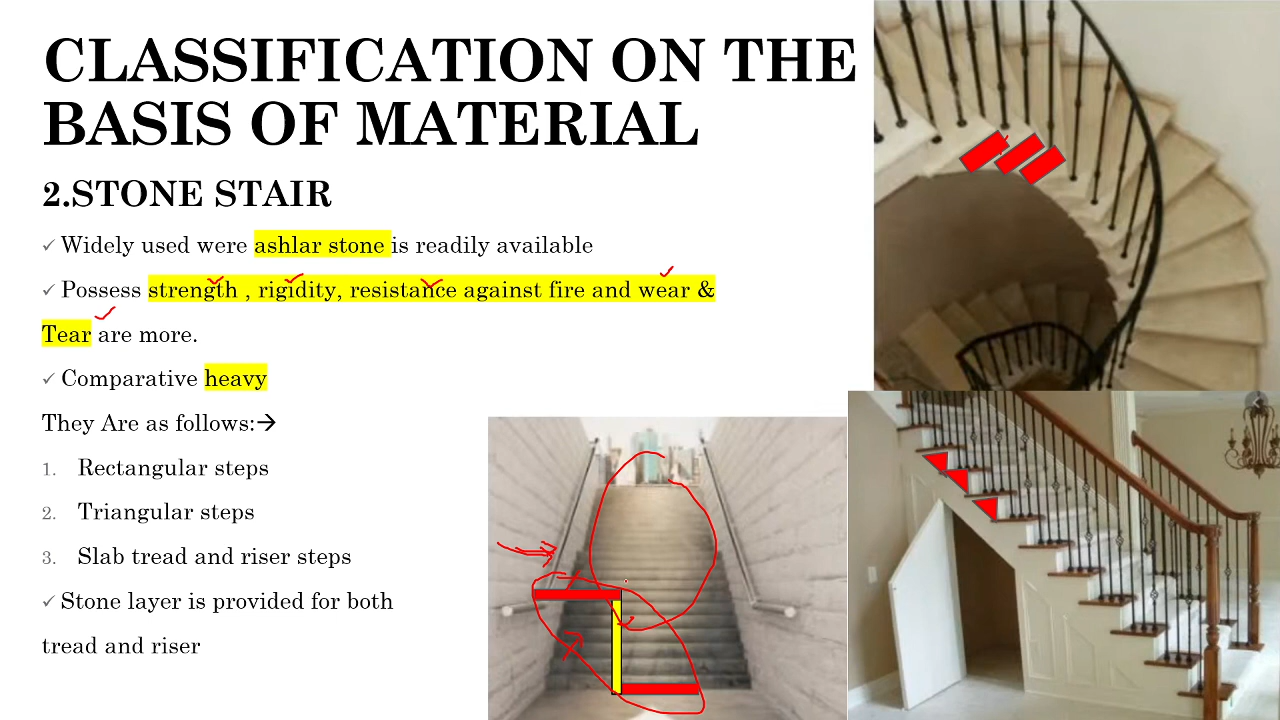 CLASSIFICATION ON THE
BASIS OF MATERIAL
2.STONE STAIR
✓ Widely used were ashlar stone is readily available
✓ Possess strength , rigidity, resistance against fire and wear &
Tear are more.
✓ Comparative heavy
They Are as follows:→
1. Rectangular steps
2. Triangular steps
3. Slab tread and riser steps
✓ Stone layer is provided for both
tread and riser